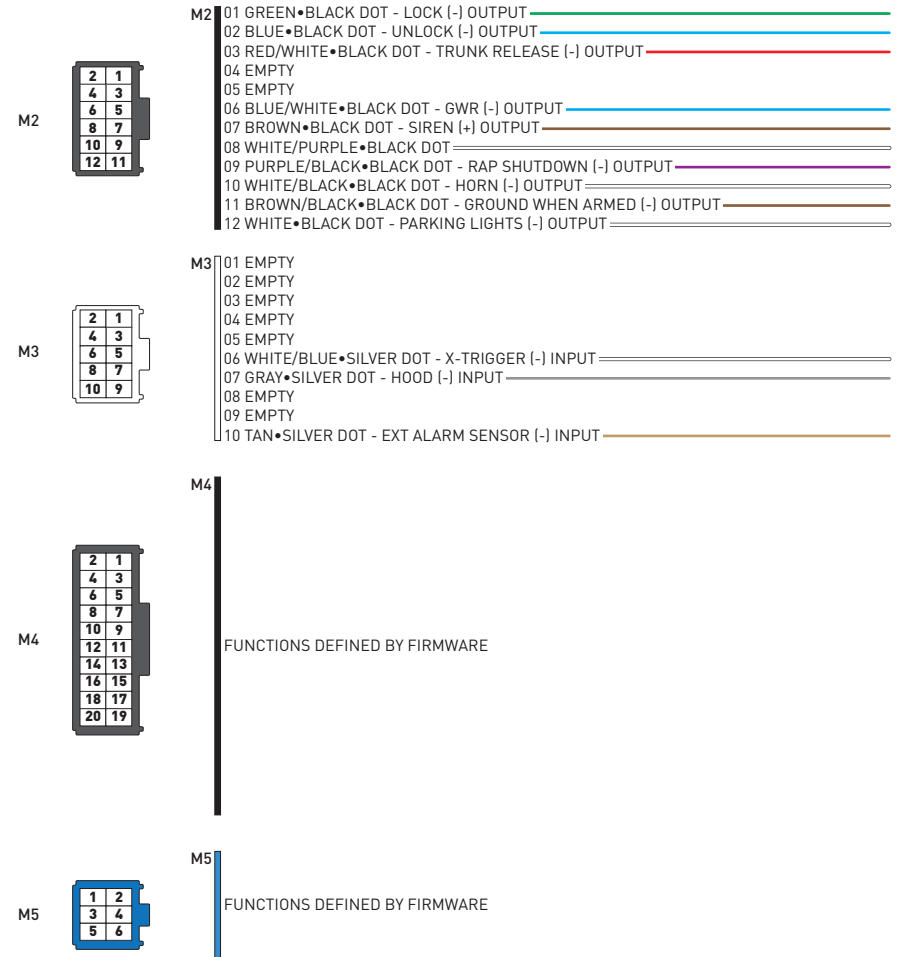 M2
01 GREEN•BLACK DOT - LOCK (-) OUTPUT
02 BLUE•BLACK DOT - UNLOCK (-) OUTPUT
03 RED/WHITE•BLACK DOT - TRUNK RELEASE (-) OUTPUT
04 EMPTY
05 EMPTY
06 BLUE/WHITE•BLACK DOT - GWR (-) OUTPUT
07 BROWN•BLACK DOT - SIREN (+) OUTPUT
08 WHITE/PURPLE•BLACK DOT
09 PURPLE/BLACK•BLACK DOT - RAP SHUTDOWN (-) OUTPUT
10 WHITE/BLACK•BLACK DOT - HORN (-) OUTPUT
11 BROWN/BLACK•BLACK DOT - GROUND WHEN ARMED (-) OUTPUT
12 WHITE•BLACK DOT - PARKING LIGHTS (-) OUTPUT
M2
2 1
4 3
6 5
8 7
10 9
12 11
M3
01 EMPTY
02 EMPTY
03 EMPTY
04 EMPTY
05 EMPTY
06 WHITE/BLUE•SILVER DOT - X-TRIGGER (-) INPUT
07 GRAY•SILVER DOT - HOOD (-) INPUT
08 EMPTY
09 EMPTY
10 TAN•SILVER DOT - EXT ALARM SENSOR (-) INPUT
M3
2 1
4 3
6 5
8 7
10 9
M4
FUNCTIONS DEFINED BY FIRMWARE
M4
2 1
4 3
6 5
8 7
10 9
12 11
14 13
16 15
18 17
20 19
M5
FUNCTIONS DEFINED BY FIRMWARE
M5
1 2
3 4
5 6